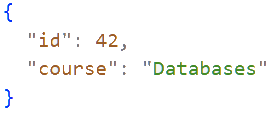 {
  "id": 42,
  "course": "Databases"
}